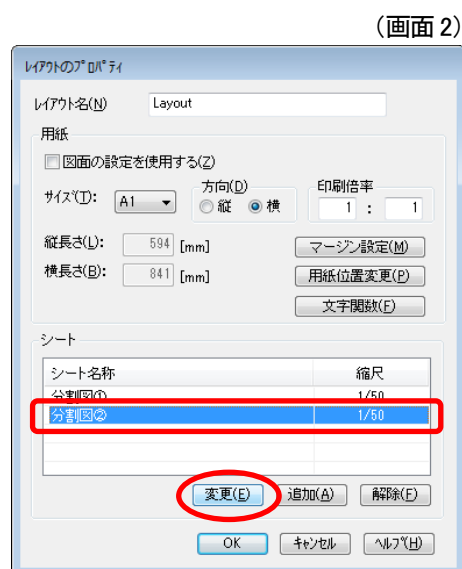 (画面 2)
レイアウトのプロパティ
レイアウト名(N) Layout
用紙
図面の設定を使用する(Z)
サイズ(T): A1 方向(D) 縦 横 印刷倍率 1 : 1
縦長さ(L): 594 [mm] マージン設定(M)
横長さ(B): 841 [mm] 用紙位置変更(P)
文字関数(F)
シート
シート名称 縮尺
分割図① 1/50
分割図② 1/50
変更(E) 追加(A) 解除(F)
OK キャンセル ヘルプ(H)